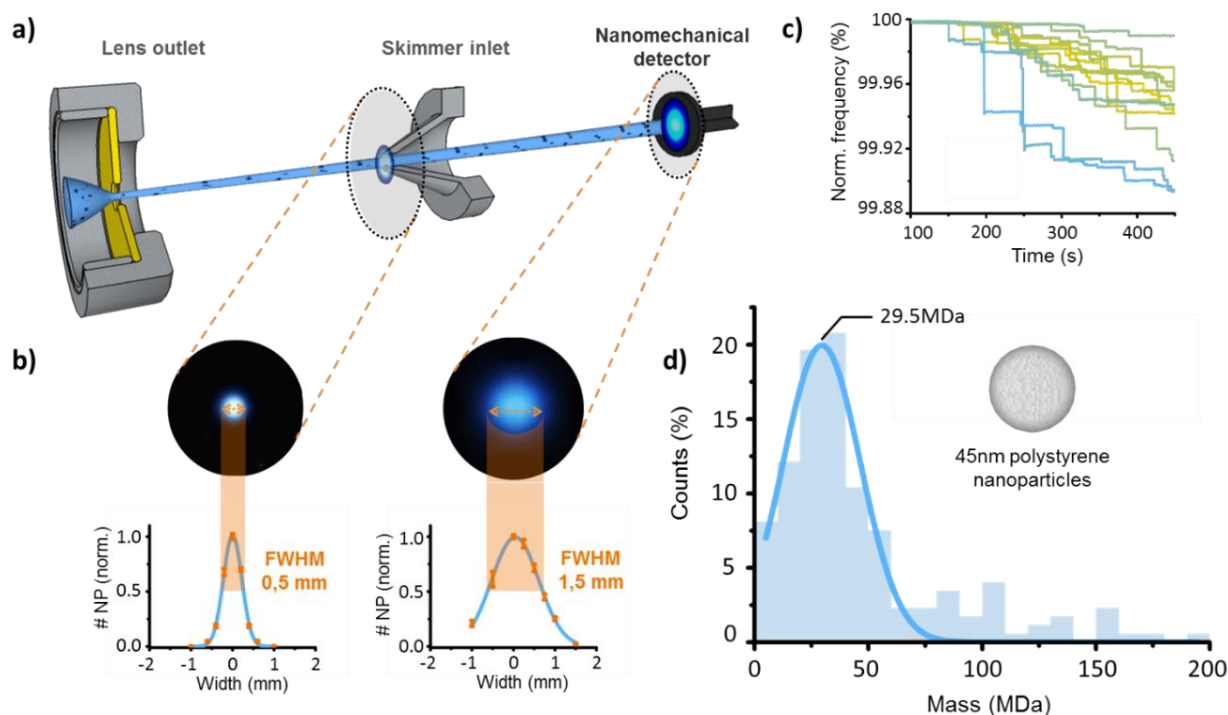 a)
Lens outlet
Skimmer inlet
Nanomechanical
detector
c)
Norm. frequency (%)
100
99.96
99.92
99.88
100
200
300
400
Time (s)
b)
# NP (norm.)
1.0
0.5
0.0
FWHM
0,5 mm
-2
-1
0
1
2
Width (mm)
# NP (norm.)
1.0
0.5
0.0
FWHM
1,5 mm
-2
-1
0
1
2
Width (mm)
d)
29.5MDa
Counts (%)
20
15
10
5
0
45nm polystyrene
nanoparticles
0
50
100
150
200
Mass (MDa)